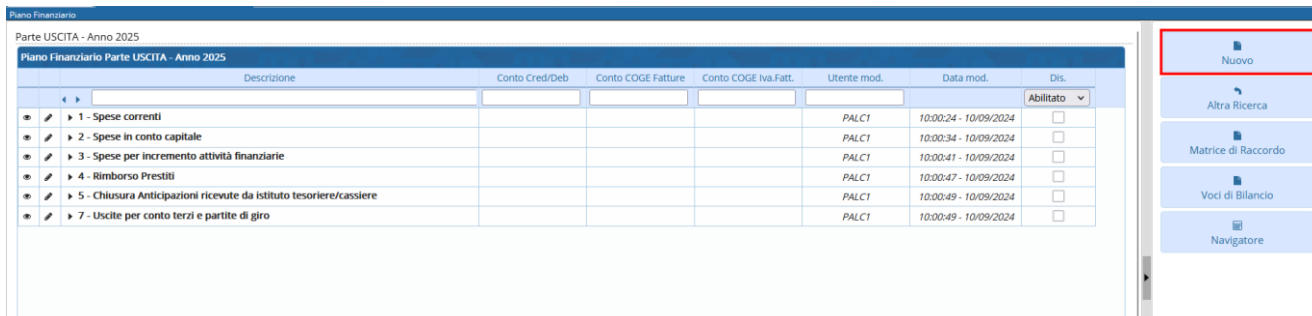 Piano Finanziario
Parte USCITA - Anno 2025
Piano Finanziario Parte USCITA - Anno 2025
Descrizione Conto Cred/Deb Conto COGE Fatture Conto COGE Iva.Fatt. Utente mod. Data mod. Dis.
Abilitato
1 - Spese correnti PALC1 10:00:24 - 10/09/2024
2 - Spese in conto capitale PALC1 10:00:34 - 10/09/2024
3 - Spese per incremento attività finanziarie PALC1 10:00:41 - 10/09/2024
4 - Rimborso Prestiti PALC1 10:00:47 - 10/09/2024
5 - Chiusura Anticipazioni ricevute da istituto tesoriere/cassiere PALC1 10:00:49 - 10/09/2024
7 - Uscite per conto terzi e partite di giro PALC1 10:00:49 - 10/09/2024
Nuovo
Altra Ricerca
Matrice di Raccordo
Voci di Bilancio
Navigatore